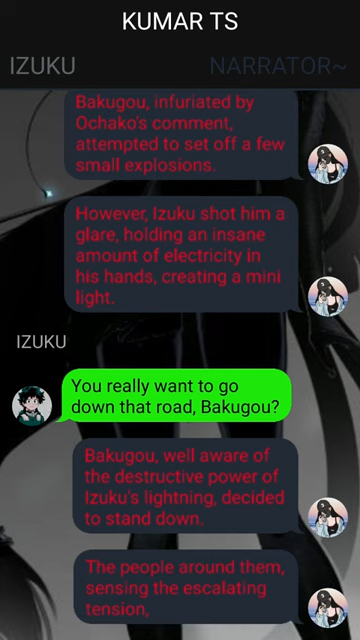 KUMAR TS
IZUKU NARRATOR~
Bakugou, infuriated by
Ochako's comment,
attempted to set off a few
small explosions.
However, Izuku shot him a
glare, holding an insane
amount of electricity in
his hands, creating a mini
light.
IZUKU
You really want to go
down that road, Bakugou?
Bakugou, well aware of
the destructive power of
Izuku's lightning, decided
to stand down.
The people around them,
sensing the escalating
tension,